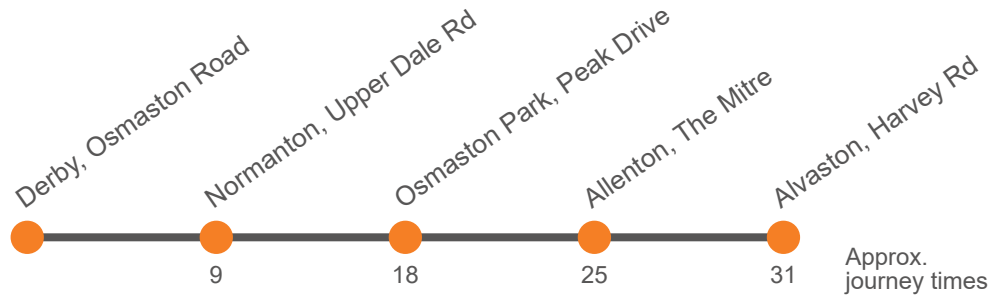 Derby, Osmaston Road
Normanton, Upper Dale Rd
Osmaston Park, Peak Drive
Allenton, The Mitre
Alvaston, Harvey Rd
9
18
25
31
Approx.
journey times